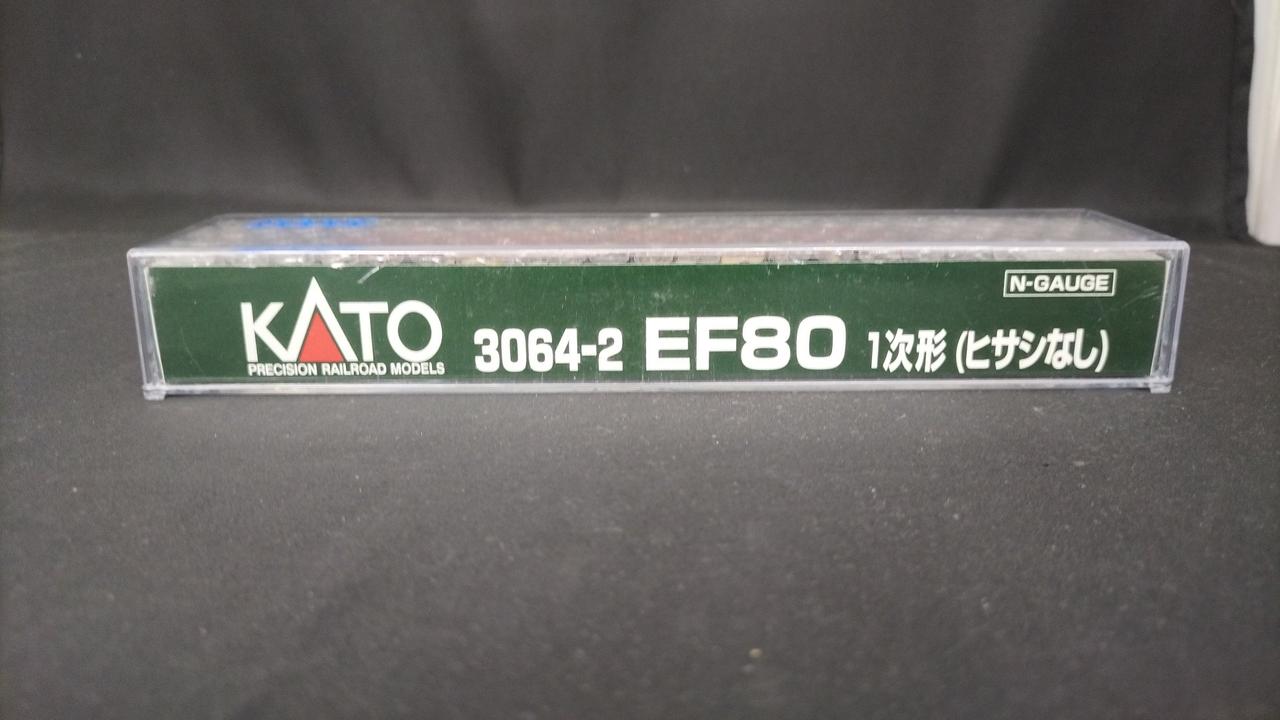 N-GAUGE
KATO 3064-2 EF80 1次形 (ヒサシなし)
PRECISION RAILROAD MODELS